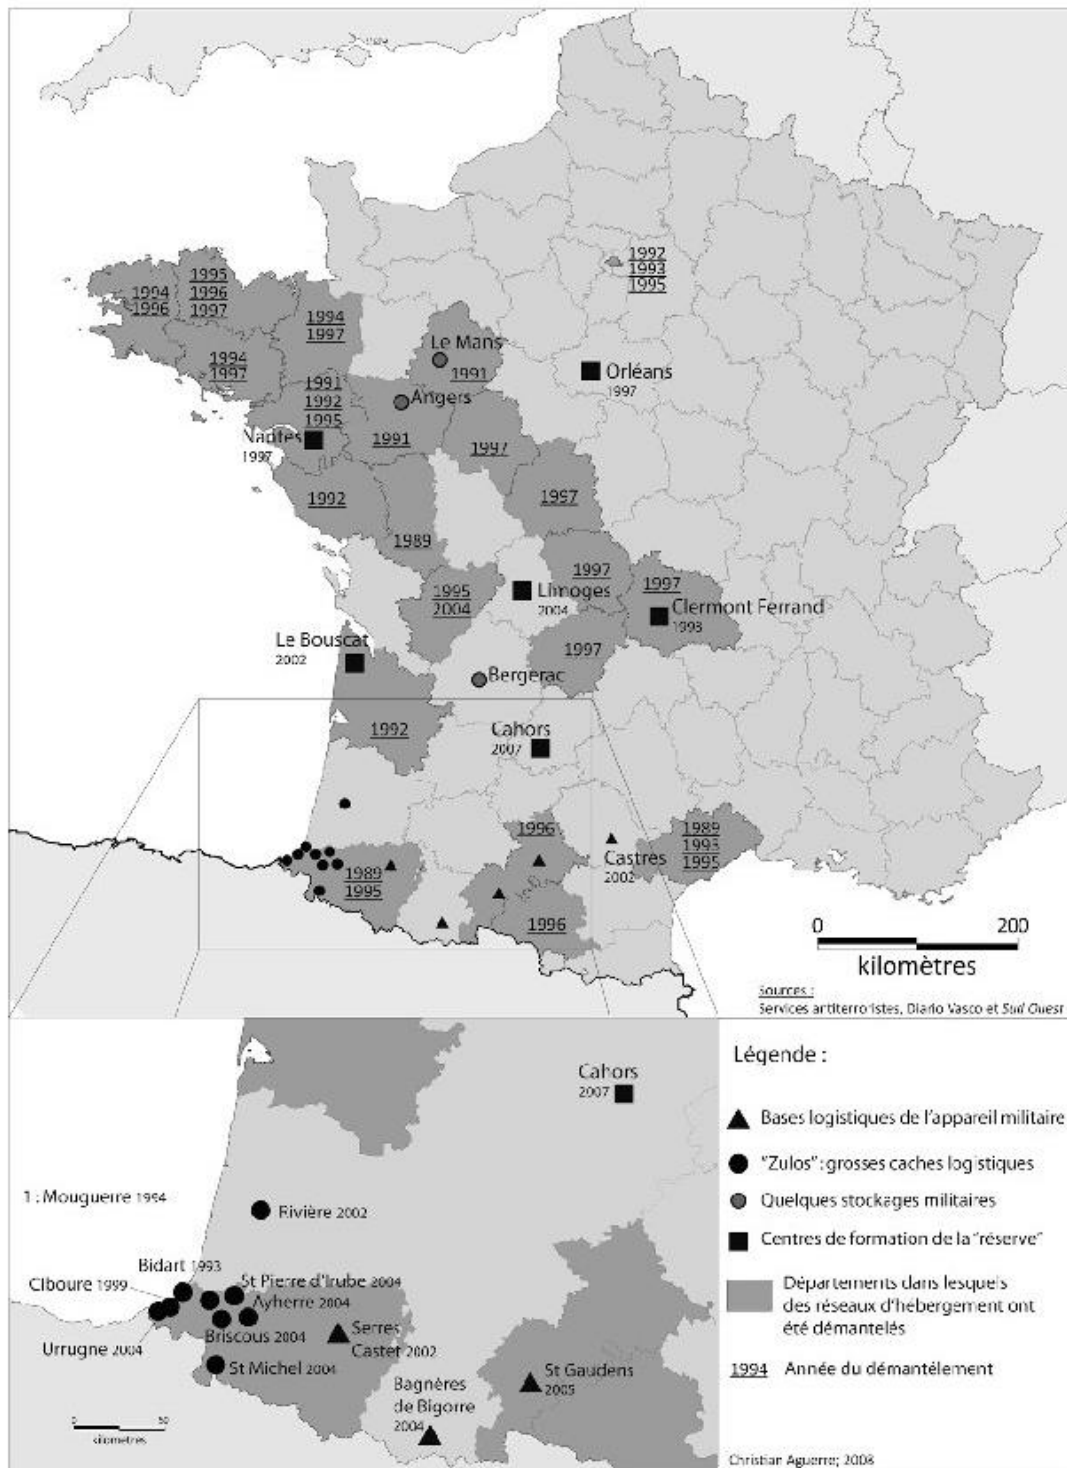 1992
1993
1995
1995
1996
1997
1994
1996
1994
1997
1994
1997
Le Mans
1991
Orléans
1997
1991
1992
1995
Angers
1991
Nantes
1997
1997
1992
1997
1989
1997
1995
2004
Limoges
2004
1997
Clermont Ferrand
1993
Le Bouscat
2002
1997
Bergerac
1992
Cahors
2007
1996
1989
1993
1995
Castres
2002
1989
1995
1996
0 200
kilomètres
Sources :
Services antiterroristes, Diario Vasco et Sud Ouest
Cahors
2007
1 : Mouguerre 1994
Rivière 2002
Bidart 1993
Ciboure 1999
St Pierre d'Irube 2004
Ayherre 2004
Briscous 2004
Urrugne 2004
Serres
Castet 2002
St Michel 2004
St Gaudens
2005
Bagnères
de Bigorre
2004
0 50
kilometres
Légende :
Bases logistiques de l'appareil militaire
"Zulos": grosses caches logistiques
Quelques stockages militaires
Centres de formation de la "réserve"
Départements dans lesquels
des réseaux d'hébergement ont
été démantelés
1994 Année du démantélement
Christian Aguerre; 2008